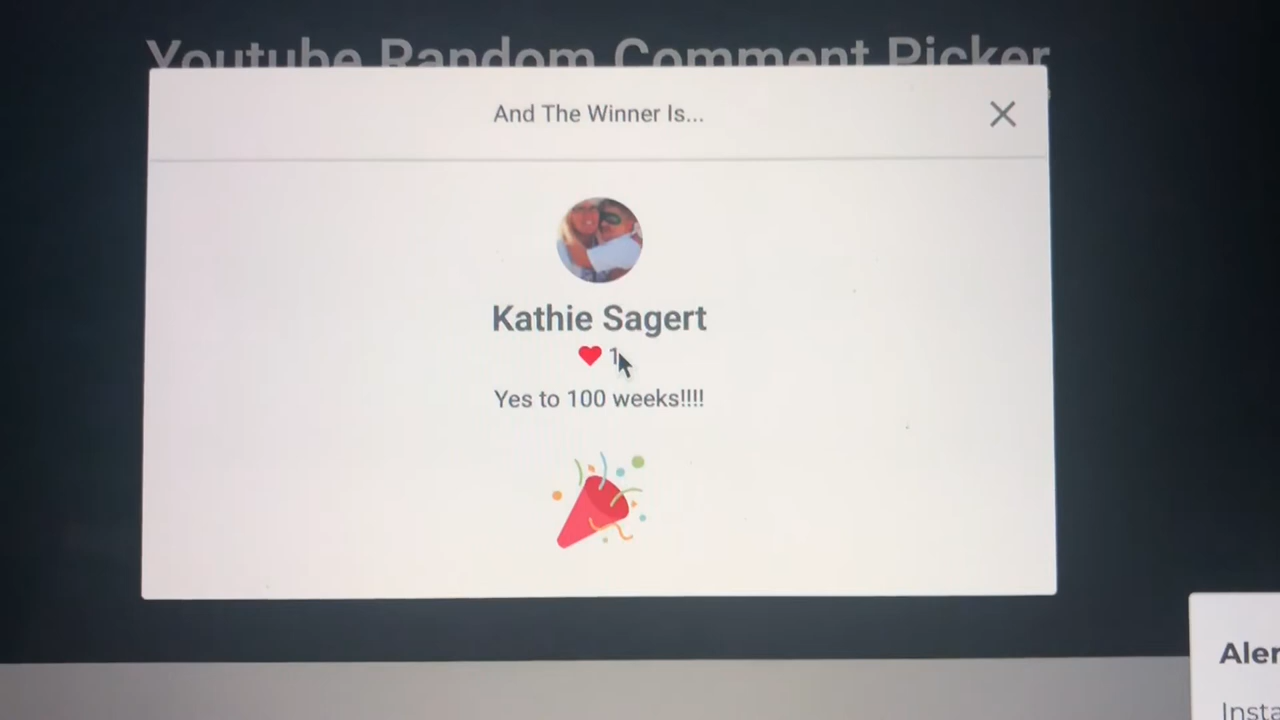 Youtube Random Comment Picker
And The Winner Is...
Kathie Sagert
1
Yes to 100 weeks!!!!
Aler
Insta